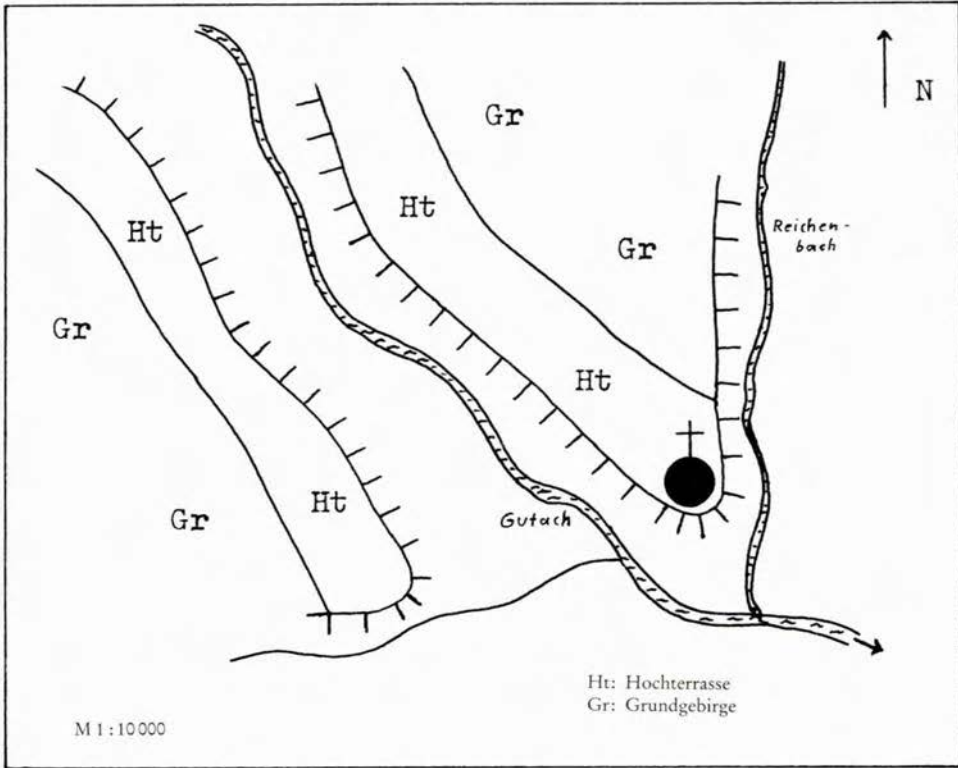 N
Gr
Ht
Reichen-
bach
Ht
Gr
Gr
Ht
Ht
Gr
Gutach
Ht: Hochterrasse
Gr: Grundgebirge
M 1 : 10 000